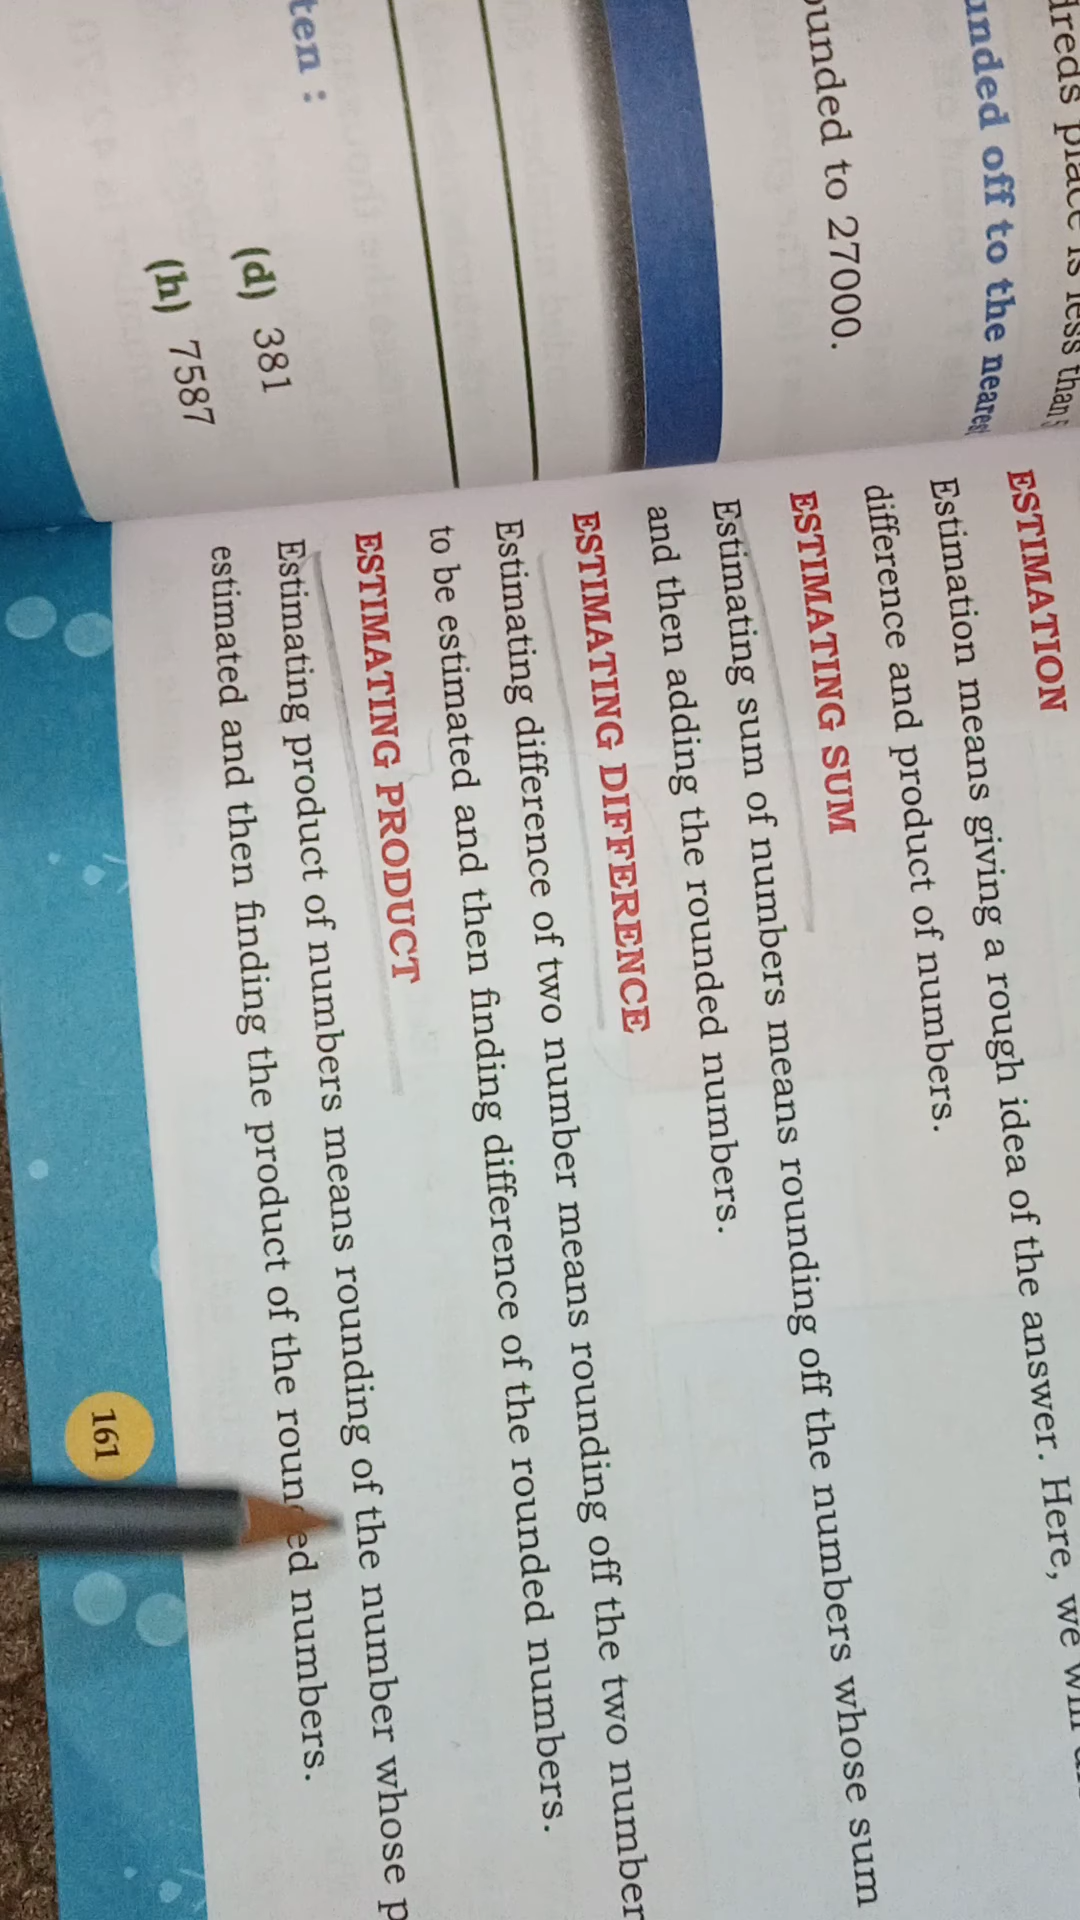 dreds place is less than 5
unded off to the nearest
ounded to 27000.
ten :
(d) 381
(h) 7587
ESTIMATION
Estimation means giving a rough idea of the answer. Here, we will
difference and product of numbers.
ESTIMATING SUM
Estimating sum of numbers means rounding off the numbers whose sum
and then adding the rounded numbers.
ESTIMATING DIFFERENCE
Estimating difference of two number means rounding off the two number
to be estimated and then finding difference of the rounded numbers.
ESTIMATING PRODUCT
Estimating product of numbers means rounding of the number whose p
estimated and then finding the product of the rounded numbers.
161